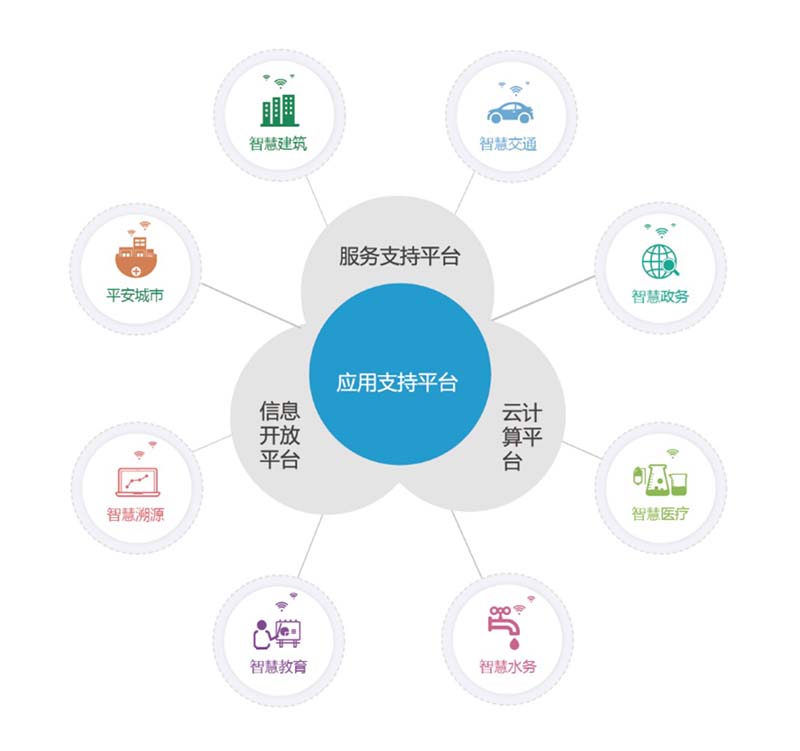 智慧建筑
智慧交通
平安城市
服务支持平台
智慧政务
应用支持平台
信息
开放
平台
云计
算平
台
智慧溯源
智慧医疗
智慧教育
智慧水务